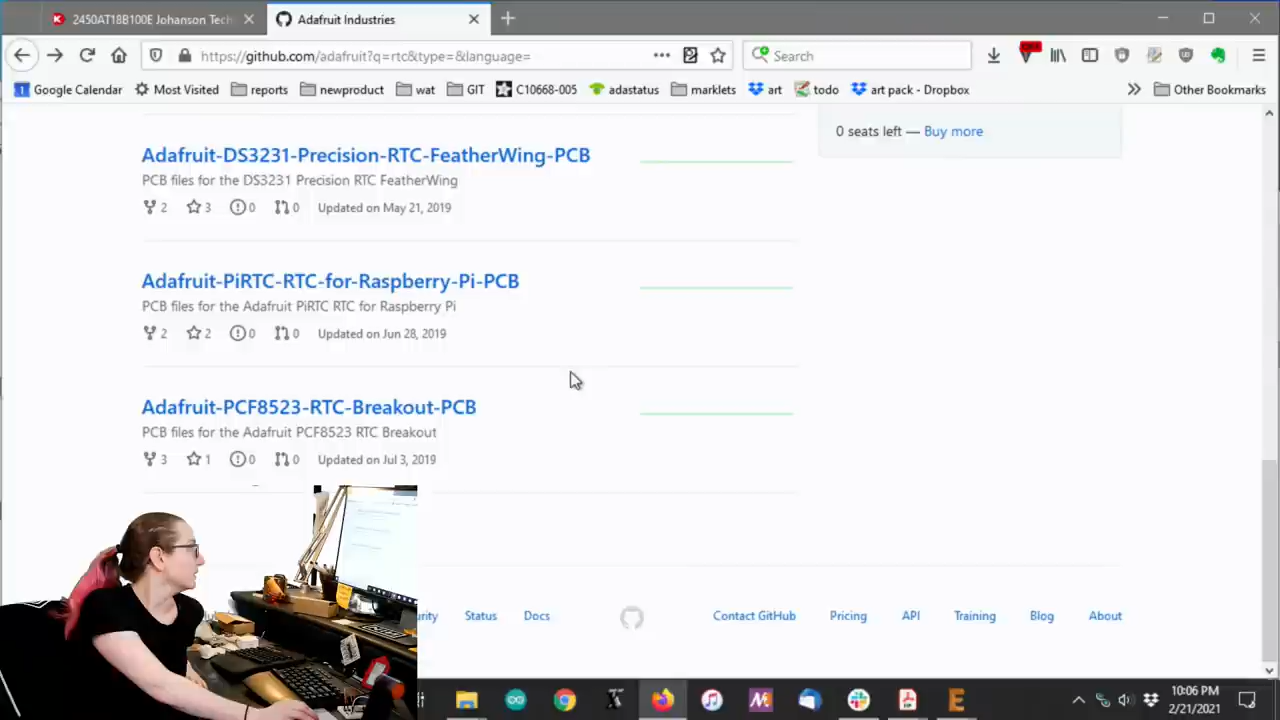 2450AT18B100E Johanson Tech
Adafruit Industries
https://github.com/adafruit?q=rtc&type=&language=
Search
OFF
Google Calendar
Most Visited
reports
newproduct
wat
GIT
C10668-005
adastatus
marklets
art
todo
art pack - Dropbox
Other Bookmarks
0 seats left — Buy more
Adafruit-DS3231-Precision-RTC-FeatherWing-PCB
PCB files for the DS3231 Precision RTC FeatherWing
2 3 0 0 Updated on May 21, 2019
Adafruit-PiRTC-RTC-for-Raspberry-Pi-PCB
PCB files for the Adafruit PiRTC RTC for Raspberry Pi
2 2 0 0 Updated on Jun 28, 2019
Adafruit-PCF8523-RTC-Breakout-PCB
PCB files for the Adafruit PCF8523 RTC Breakout
3 1 0 0 Updated on Jul 3, 2019
Status
Docs
Contact GitHub
Pricing
API
Training
Blog
About
10:06 PM
2/21/2021